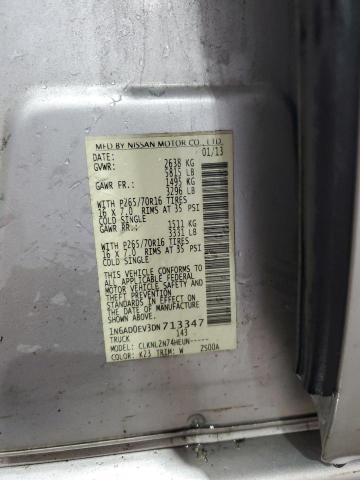 MFD BY NISSAN MOTOR CO., LTD.
DATE: 01/13
GVWR: 2638 KG
5815 LB
GAWR FR: 1495 KG
3296 LB
WITH P265/70R16 TIRES
16 X 7.0 RIMS AT 35 PSI
COLD SINGLE
GAWR RR: 1511 KG
3331 LB
WITH P265/70R16 TIRES
16 X 7.0 RIMS AT 35 PSI
COLD SINGLE
THIS VEHICLE CONFORMS TO
ALL APPLICABLE FEDERAL
MOTOR VEHICLE SAFETY AND
THEFT PREVENTION
STANDARDS IN EFFECT ON THE
DATE OF MANUFACTURE
1N6AD0EV3DN713347
TRUCK 143
MODEL: CLKNL2N74HEUN-----
COLOR: K23 TRIM: W 2500A